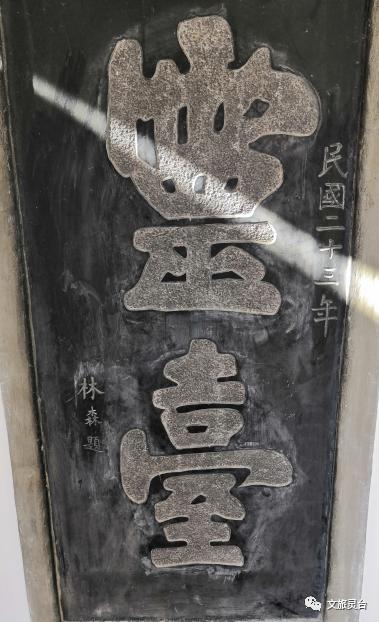 民國二十三年
靈臺
林森題
文旅灵台